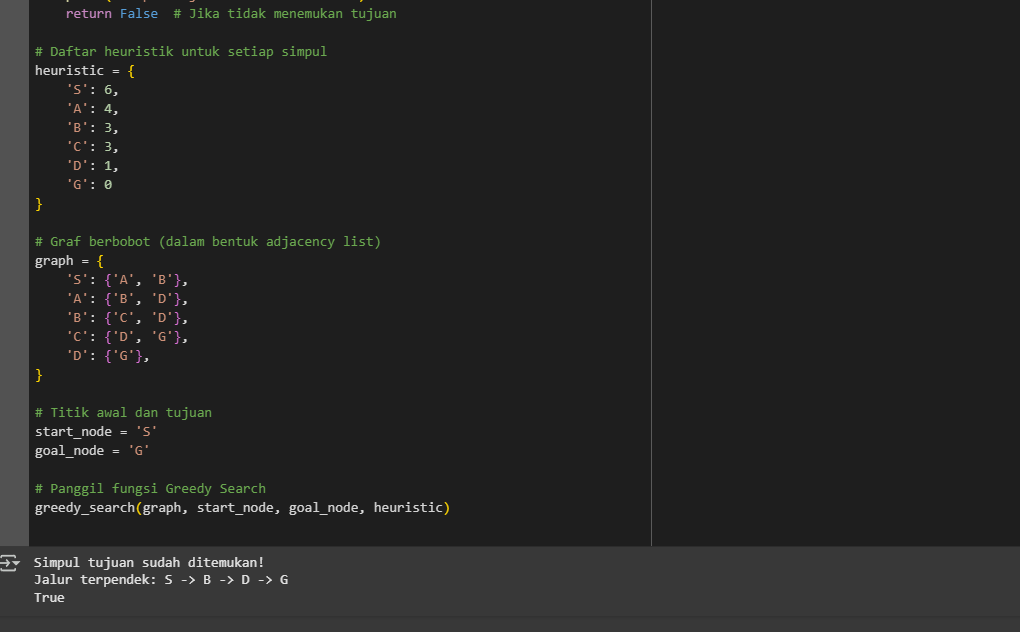 return False  # Jika tidak menemukan tujuan
# Daftar heuristik untuk setiap simpul
heuristic = {
    'S': 6,
    'A': 4,
    'B': 3,
    'C': 3,
    'D': 1,
    'G': 0
}
# Graf berbobot (dalam bentuk adjacency list)
graph = {
    'S': {'A', 'B'},
    'A': {'B', 'D'},
    'B': {'C', 'D'},
    'C': {'D', 'G'},
    'D': {'G'},
}
# Titik awal dan tujuan
start_node = 'S'
goal_node = 'G'
# Panggil fungsi Greedy Search
greedy_search(graph, start_node, goal_node, heuristic)
Simpul tujuan sudah ditemukan!
Jalur terpendek: S -> B -> D -> G
True